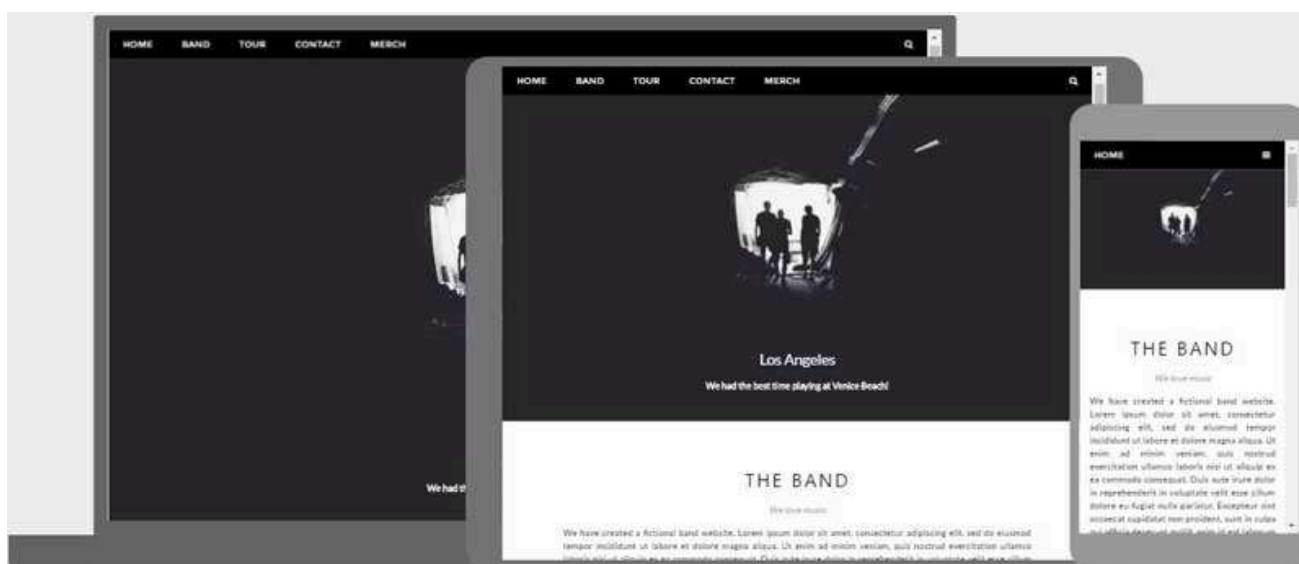 HOME BAND TOUR CONTACT MERCH
We had th
HOME BAND TOUR CONTACT MERCH
Los Angeles
We had the best time playing at Venice Beach!
THE BAND
We love music
We have created a fictional band website. Lorem ipsum dolor sit amet, consectetur adipiscing elit, sed do eiusmod
tempor incididunt ut labore et dolore magna aliqua. Ut enim ad minim veniam, quis nostrud exercitation ullamco
HOME
THE BAND
We love music
We have created a fictional band website.
Lorem ipsum dolor sit amet, consectetur
adipiscing elit, sed do eiusmod tempor
incididunt ut labore et dolore magna aliqua. Ut
enim ad minim veniam, quis nostrud
exercitation ullamco laboris nisi ut aliquip ex
ea commodo consequat. Duis aute irure dolor
in reprehenderit in voluptate velit esse cillum
dolore eu fugiat nulla pariatur. Excepteur sint
occaecat cupidatat non proident, sunt in culpa